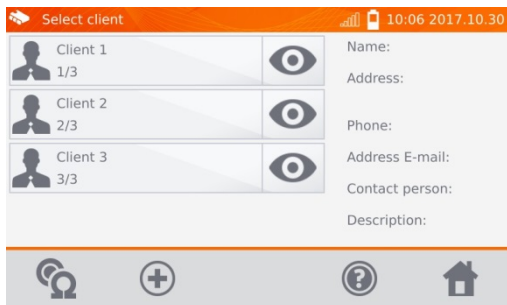 Select client
10:06 2017.10.30
Client 1
1/3
Client 2
2/3
Client 3
3/3
Name:
Address:
Phone:
Address E-mail:
Contact person:
Description: